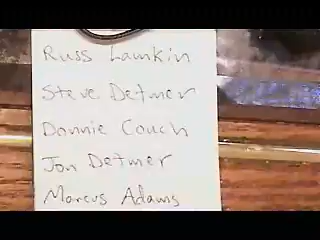 Russ Lamkin
Steve Detmer
Donnie Couch
Jon Detmer
Marcus Adams